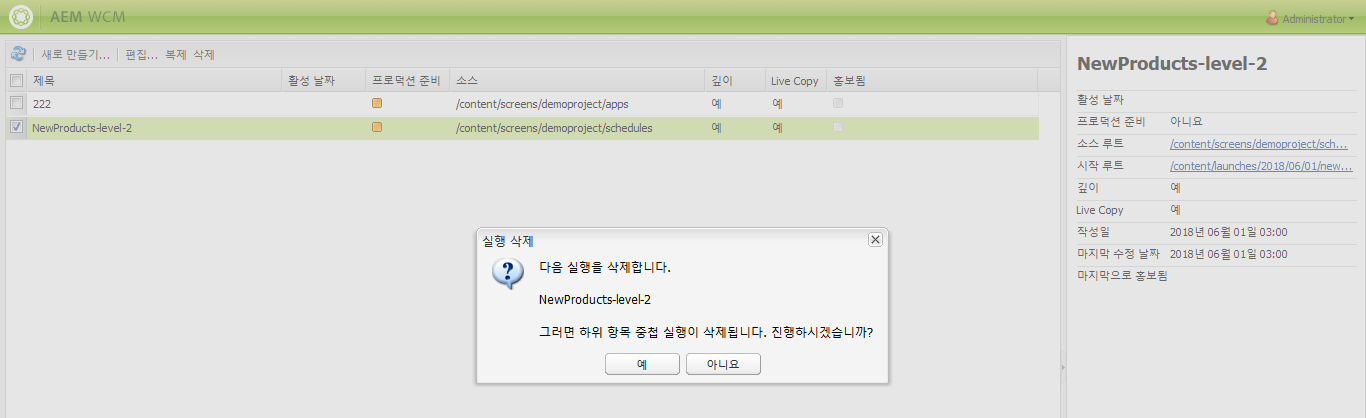 AEM WCM
Administrator
새로 만들기... 편집... 복제 삭제
제목 활성 날짜 프로덕션 준비 소스 깊이 Live Copy 홍보됨
222 /content/screens/demoproject/apps 예 예
NewProducts-level-2 /content/screens/demoproject/schedules 예 예
NewProducts-level-2
활성 날짜
프로덕션 준비 아니요
소스 루트 /content/screens/demoproject/sch...
시작 루트 /content/launches/2018/06/01/new...
깊이 예
Live Copy 예
작성일 2018년 06월 01일 03:00
마지막 수정 날짜 2018년 06월 01일 03:00
마지막으로 홍보됨
실행 삭제
다음 실행을 삭제합니다.
NewProducts-level-2
그러면 하위 항목 중첩 실행이 삭제됩니다. 진행하시겠습니까?
예 아니요